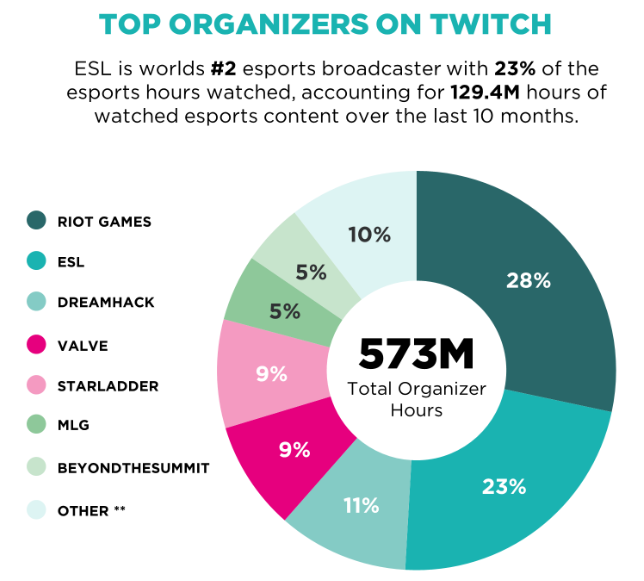 TOP ORGANIZERS ON TWITCH
ESL is worlds #2 esports broadcaster with 23% of the
esports hours watched, accounting for 129.4M hours of
watched esports content over the last 10 months.
RIOT GAMES
ESL
DREAMHACK
VALVE
STARLADDER
MLG
BEYONDTHESUMMIT
OTHER **
10%
28%
5%
5%
9%
9%
11%
23%
573M
Total Organizer
Hours